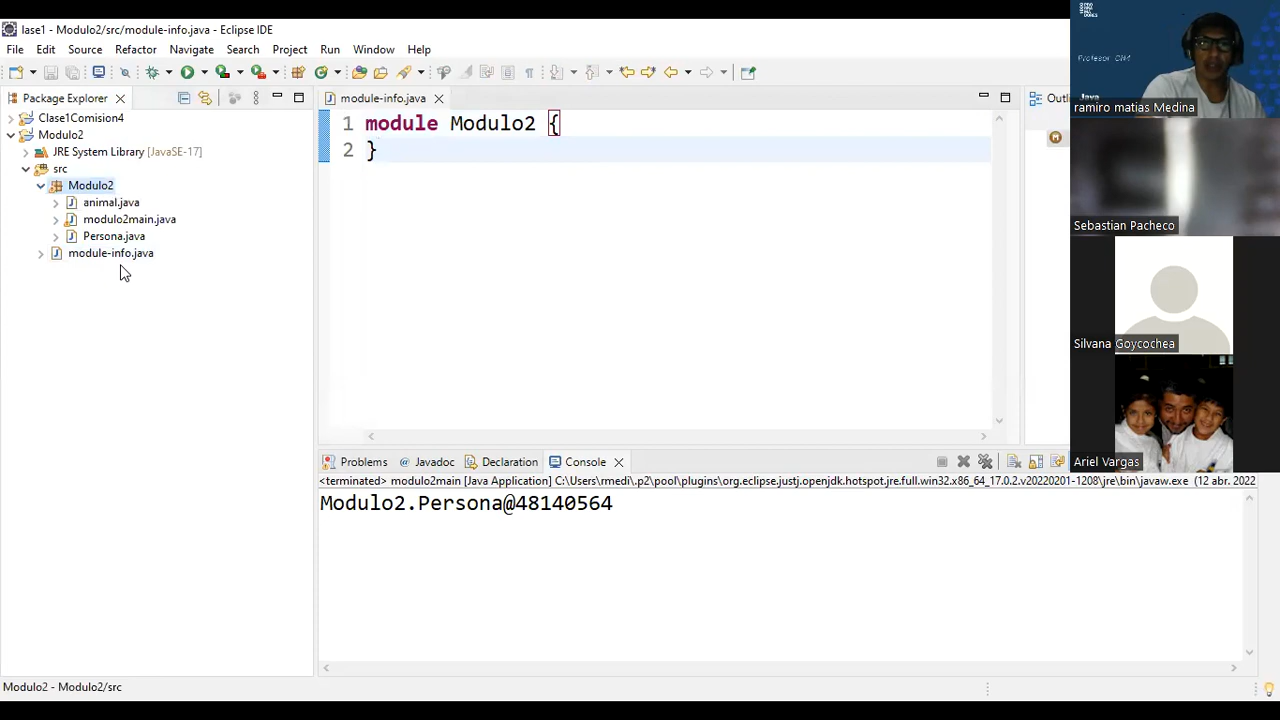 lase1 - Modulo2/src/module-info.java - Eclipse IDE
File Edit Source Refactor Navigate Search Project Run Window Help
Package Explorer
Clase1Comision4
Modulo2
JRE System Library [JavaSE-17]
src
Modulo2
animal.java
modulo2main.java
Persona.java
module-info.java
module-info.java
1 module Modulo2 {
2 }
Outli
Problems Javadoc Declaration Console
<terminated> modulo2main [Java Application] C:\Users\rmedi\.p2\pool\plugins\org.eclipse.justj.openjdk.hotspot.jre.full.win32.x86_64_17.0.2.v20220201-1208\jre\bin\javaw.exe (12 abr. 2022
Modulo2.Persona@48140564
Modulo2 - Modulo2/src
Profesor CN4
Java
ramiro matias Medina
Sebastian Pacheco
Silvana Goycochea
Ariel Vargas